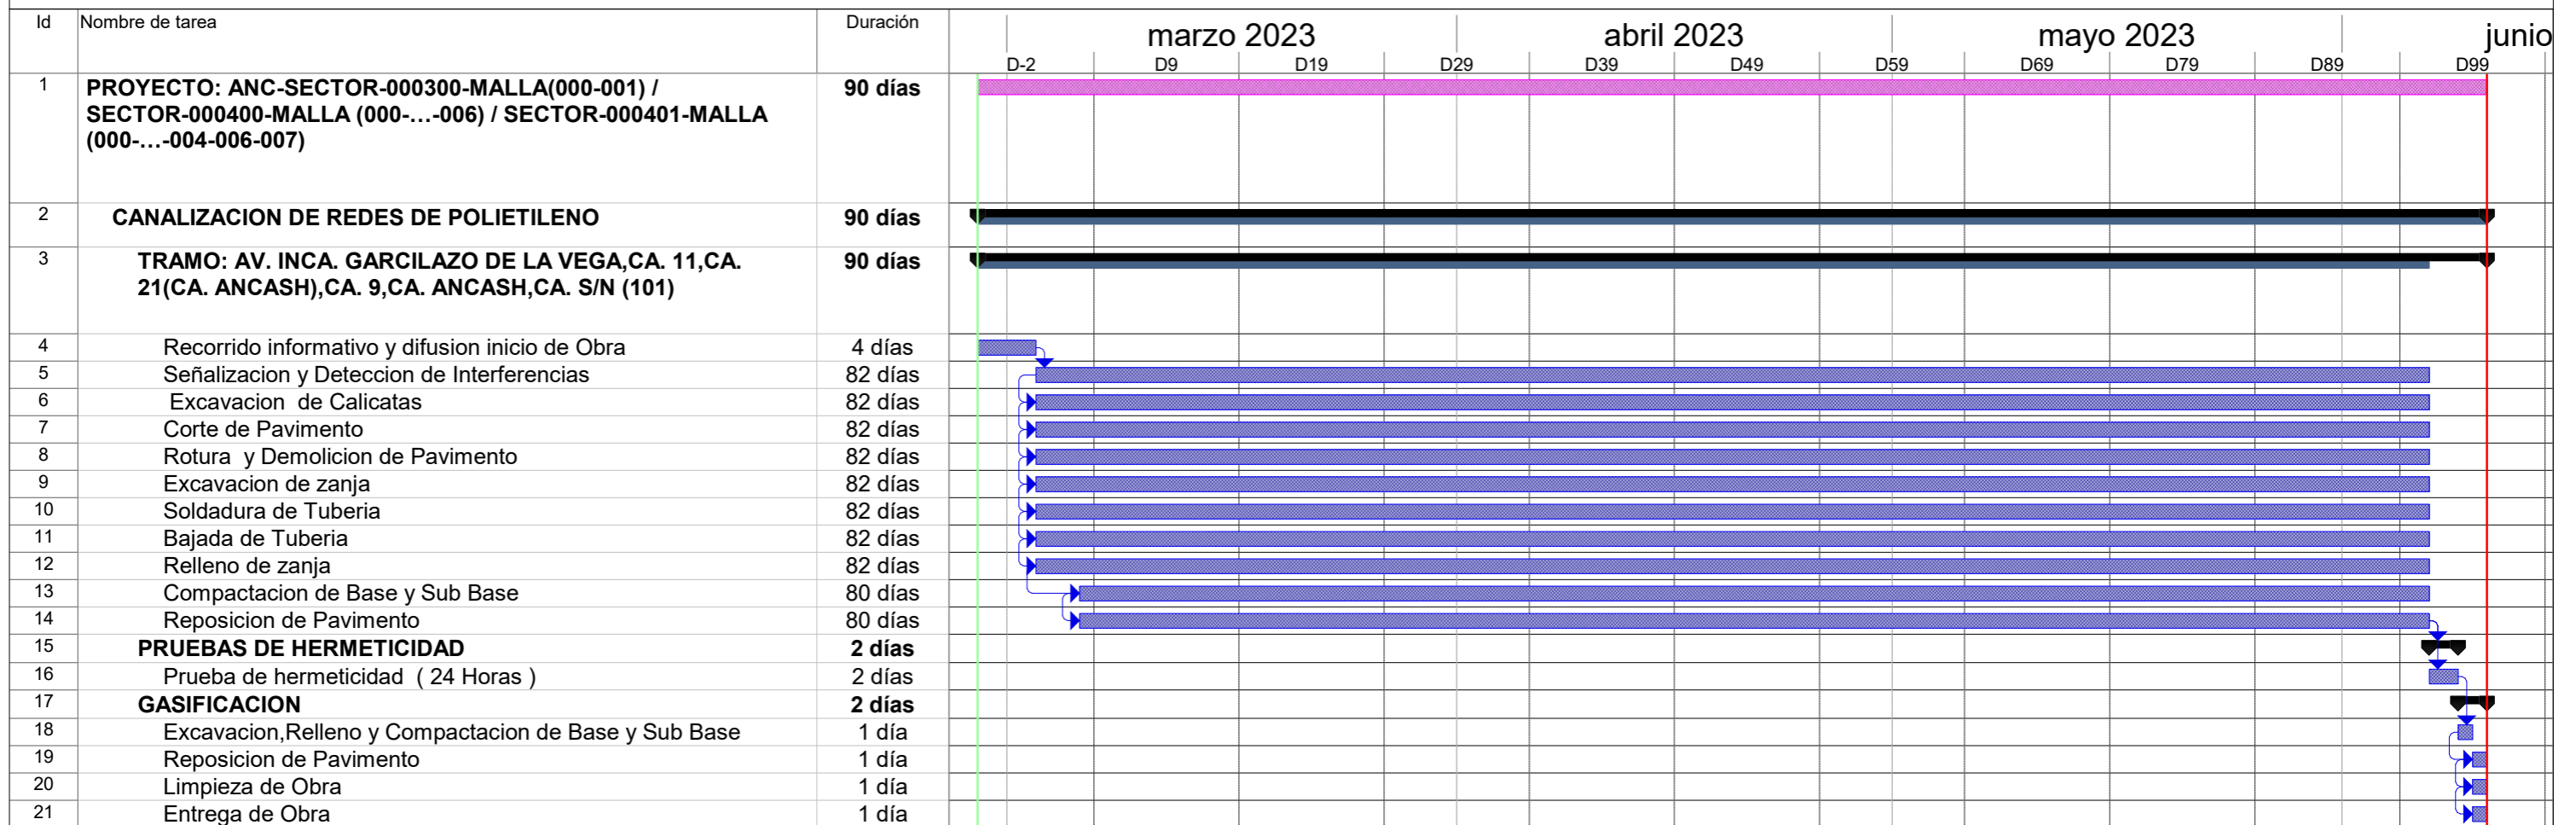 Id Nombre de tarea Duración marzo 2023 abril 2023 mayo 2023 junio
D-2 D9 D19 D29 D39 D49 D59 D69 D79 D89 D99
1 PROYECTO: ANC-SECTOR-000300-MALLA(000-001) / 90 días
SECTOR-000400-MALLA (000-...-006) / SECTOR-000401-MALLA
(000-...-004-006-007)
2 CANALIZACION DE REDES DE POLIETILENO 90 días
3 TRAMO: AV. INCA. GARCILAZO DE LA VEGA,CA. 11,CA. 90 días
21(CA. ANCASH),CA. 9,CA. ANCASH,CA. S/N (101)
4 Recorrido informativo y difusion inicio de Obra 4 días
5 Señalizacion y Deteccion de Interferencias 82 días
6 Excavacion de Calicatas 82 días
7 Corte de Pavimento 82 días
8 Rotura y Demolicion de Pavimento 82 días
9 Excavacion de zanja 82 días
10 Soldadura de Tuberia 82 días
11 Bajada de Tuberia 82 días
12 Relleno de zanja 82 días
13 Compactacion de Base y Sub Base 80 días
14 Reposicion de Pavimento 80 días
15 PRUEBAS DE HERMETICIDAD 2 días
16 Prueba de hermeticidad ( 24 Horas ) 2 días
17 GASIFICACION 2 días
18 Excavacion,Relleno y Compactacion de Base y Sub Base 1 día
19 Reposicion de Pavimento 1 día
20 Limpieza de Obra 1 día
21 Entrega de Obra 1 día